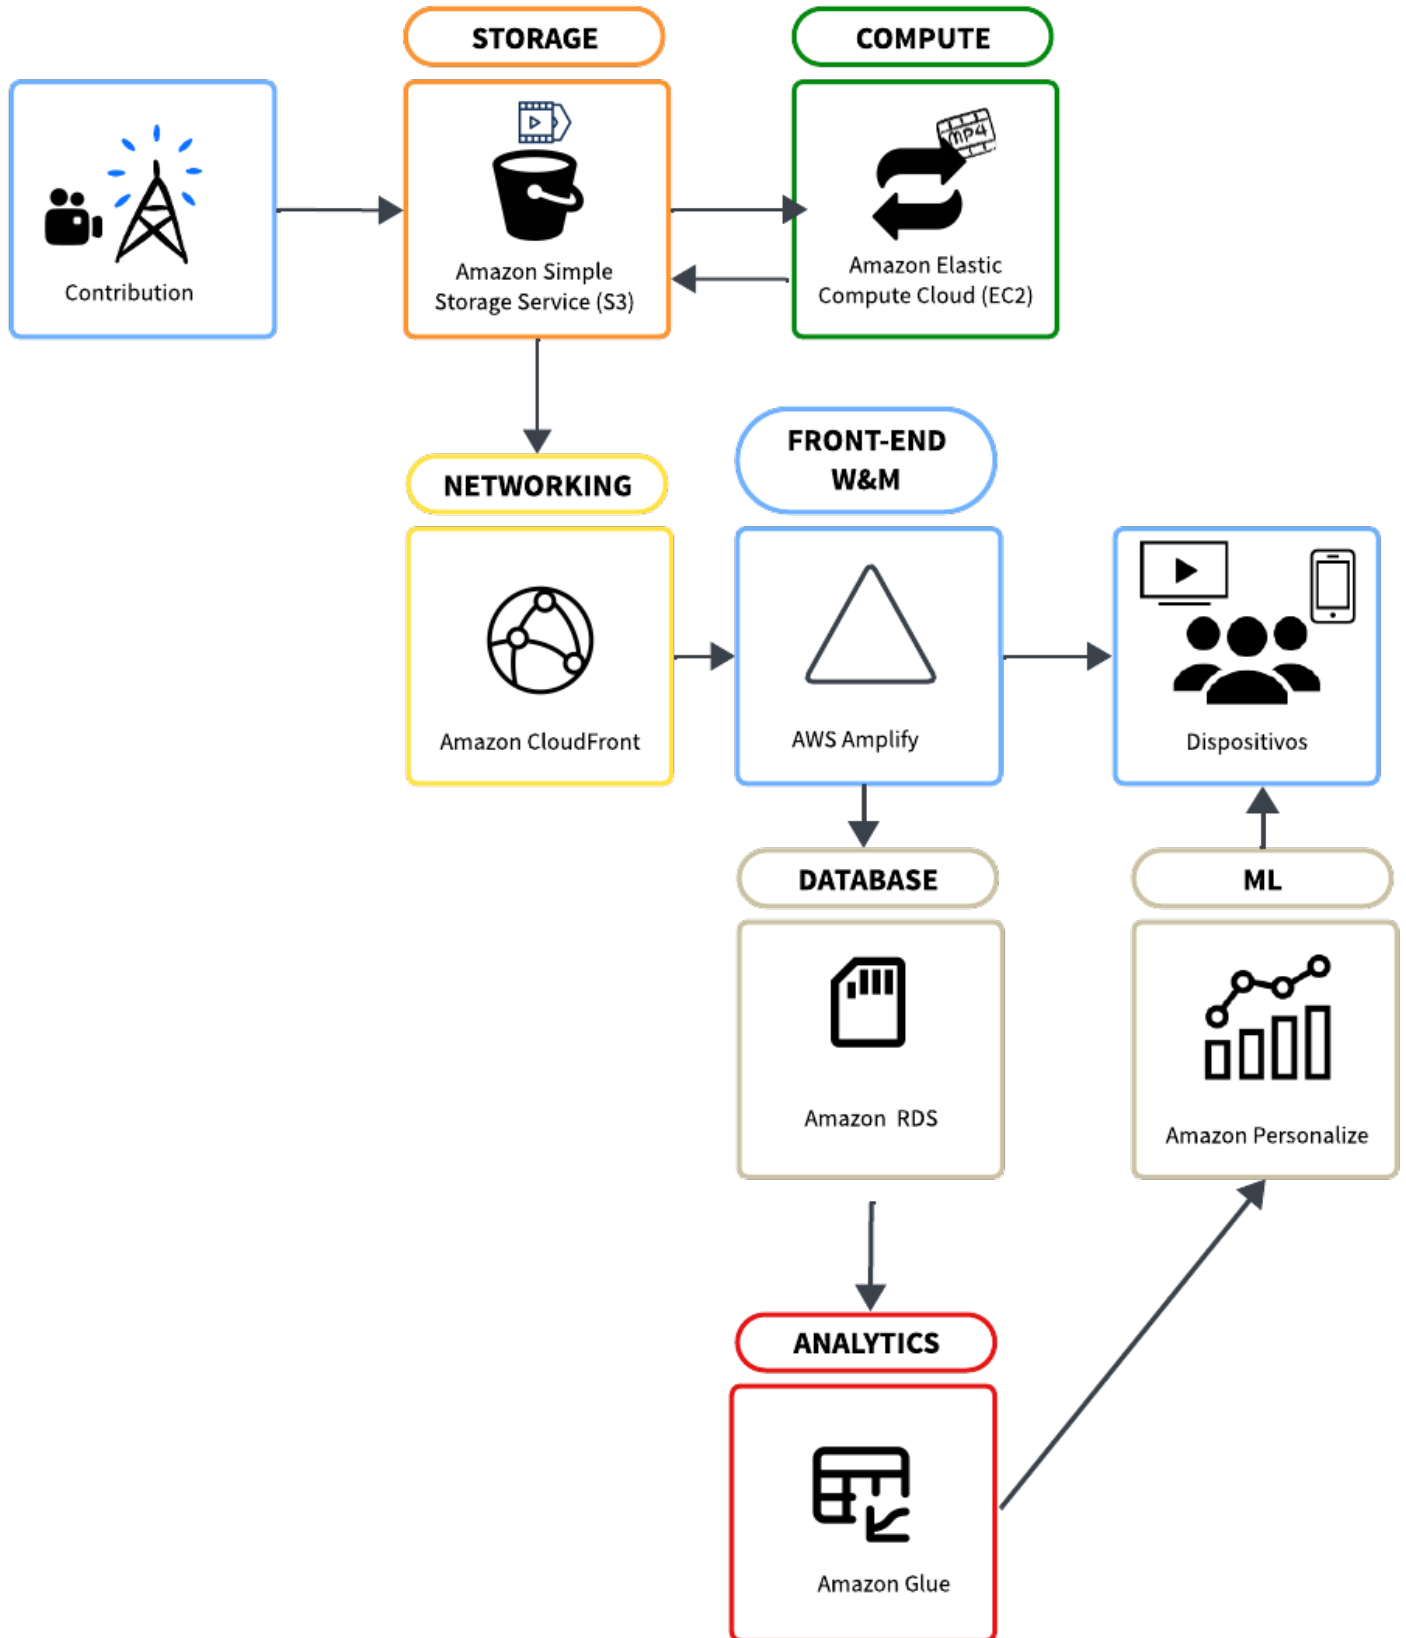 STORAGE
COMPUTE
MP4
Contribution
Amazon Simple
Storage Service (S3)
Amazon Elastic
Compute Cloud (EC2)
NETWORKING
FRONT-END
W&M
Amazon CloudFront
AWS Amplify
Dispositivos
DATABASE
ML
Amazon RDS
Amazon Personalize
ANALYTICS
Amazon Glue